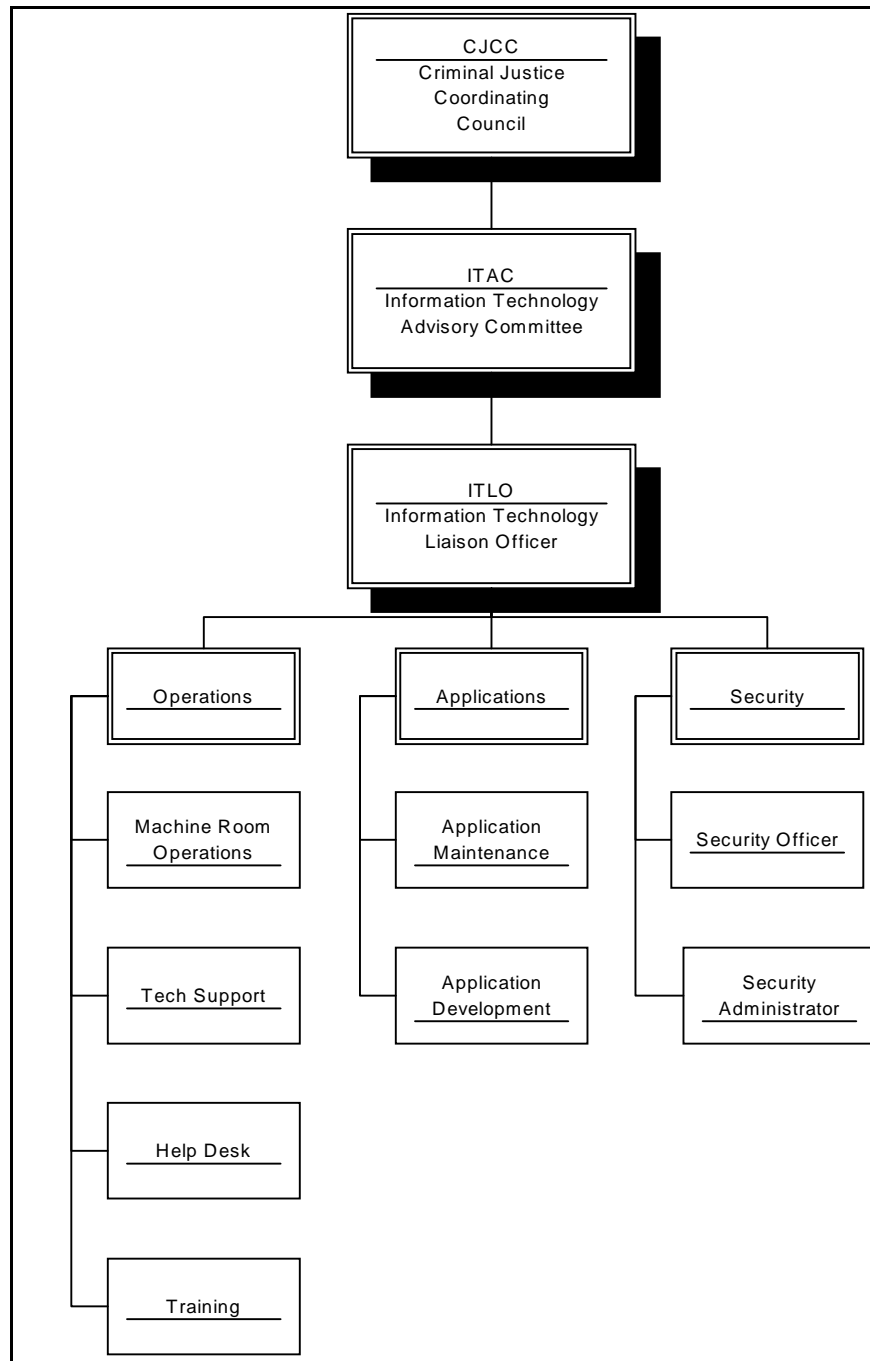 CJCC
Criminal Justice
Coordinating
Council
ITAC
Information Technology
Advisory Committee
ITLO
Information Technology
Liaison Officer
Operations
Applications
Security
Machine Room
Operations
Application
Maintenance
Security Officer
Tech Support
Application
Development
Security
Administrator
Help Desk
Training